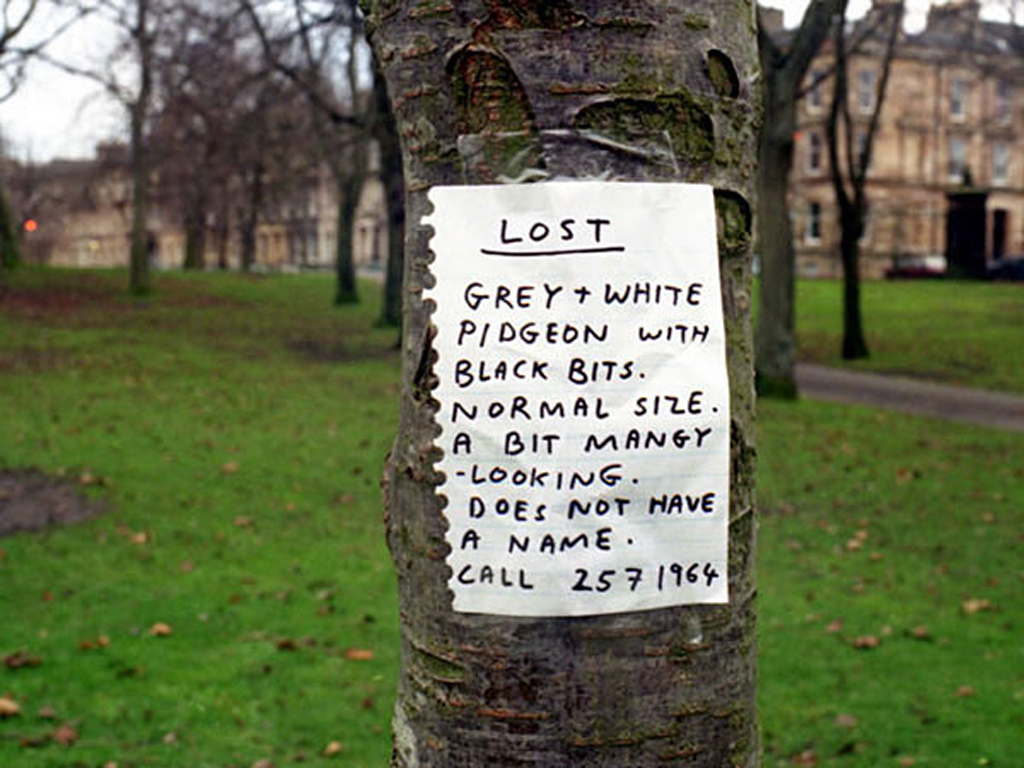 LOST
GREY + WHITE
PIDGEON WITH
BLACK BITS.
NORMAL SIZE.
A BIT MANGY
-LOOKING.
DOES NOT HAVE
A NAME.
CALL 257 1964